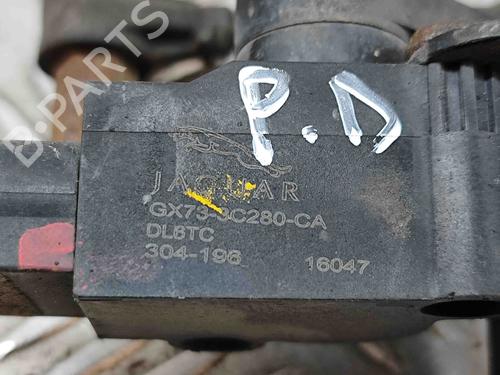 P.D
JAGUAR
GX73-3C280-CA
DL6TC
304-196 16047
B-PARTS